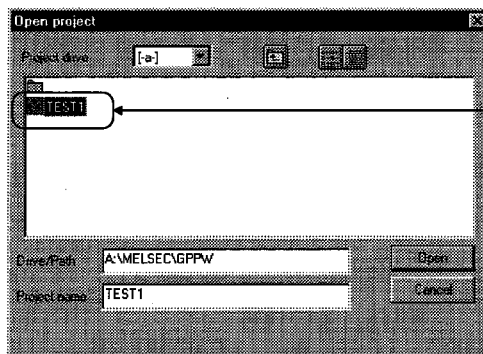 Open project
Project drive [-a-]
TEST1
Drive/Path A:\MELSEC\GPPW
Open
Project name TEST1
Cancel